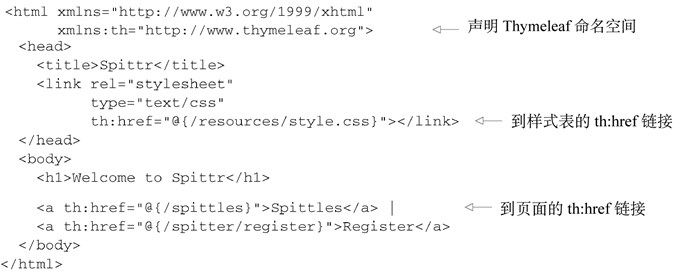 <html xmlns="http://www.w3.org/1999/xhtml"
xmlns:th="http://www.thymeleaf.org"> 声明 Thymeleaf 命名空间
<head>
<title>Spittr</title>
<link rel="stylesheet"
type="text/css"
th:href="@{/resources/style.css}"></link> 到样式表的 th:href 链接
</head>
<body>
<h1>Welcome to Spittr</h1>
<a th:href="@{/spittles}">Spittles</a> | 到页面的 th:href 链接
<a th:href="@{/spitter/register}">Register</a>
</body>
</html>